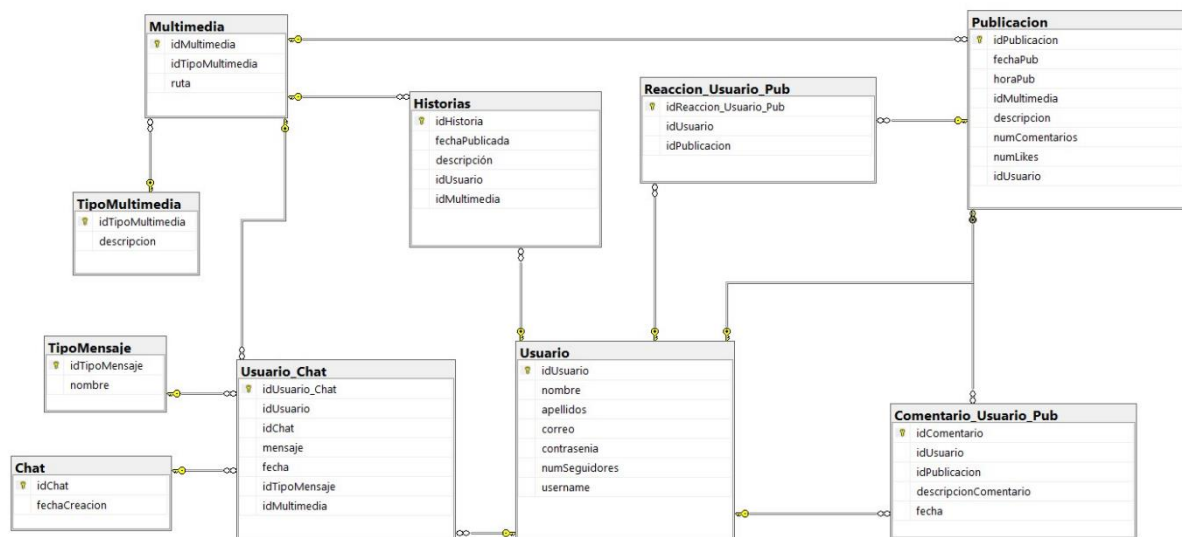 Multimedia
idMultimedia
idTipoMultimedia
ruta
Publicacion
idPublicacion
fechaPub
horaPub
idMultimedia
descripcion
numComentarios
numLikes
idUsuario
Reaccion_Usuario_Pub
idReaccion_Usuario_Pub
idUsuario
idPublicacion
Historias
idHistoria
fechaPublicada
descripción
idUsuario
idMultimedia
TipoMultimedia
idTipoMultimedia
descripcion
TipoMensaje
idTipoMensaje
nombre
Usuario_Chat
idUsuario_Chat
idUsuario
idChat
mensaje
fecha
idTipoMensaje
idMultimedia
Usuario
idUsuario
nombre
apellidos
correo
contrasenia
numSeguidores
username
Comentario_Usuario_Pub
idComentario
idUsuario
idPublicacion
descripcionComentario
fecha
Chat
idChat
fechaCreacion